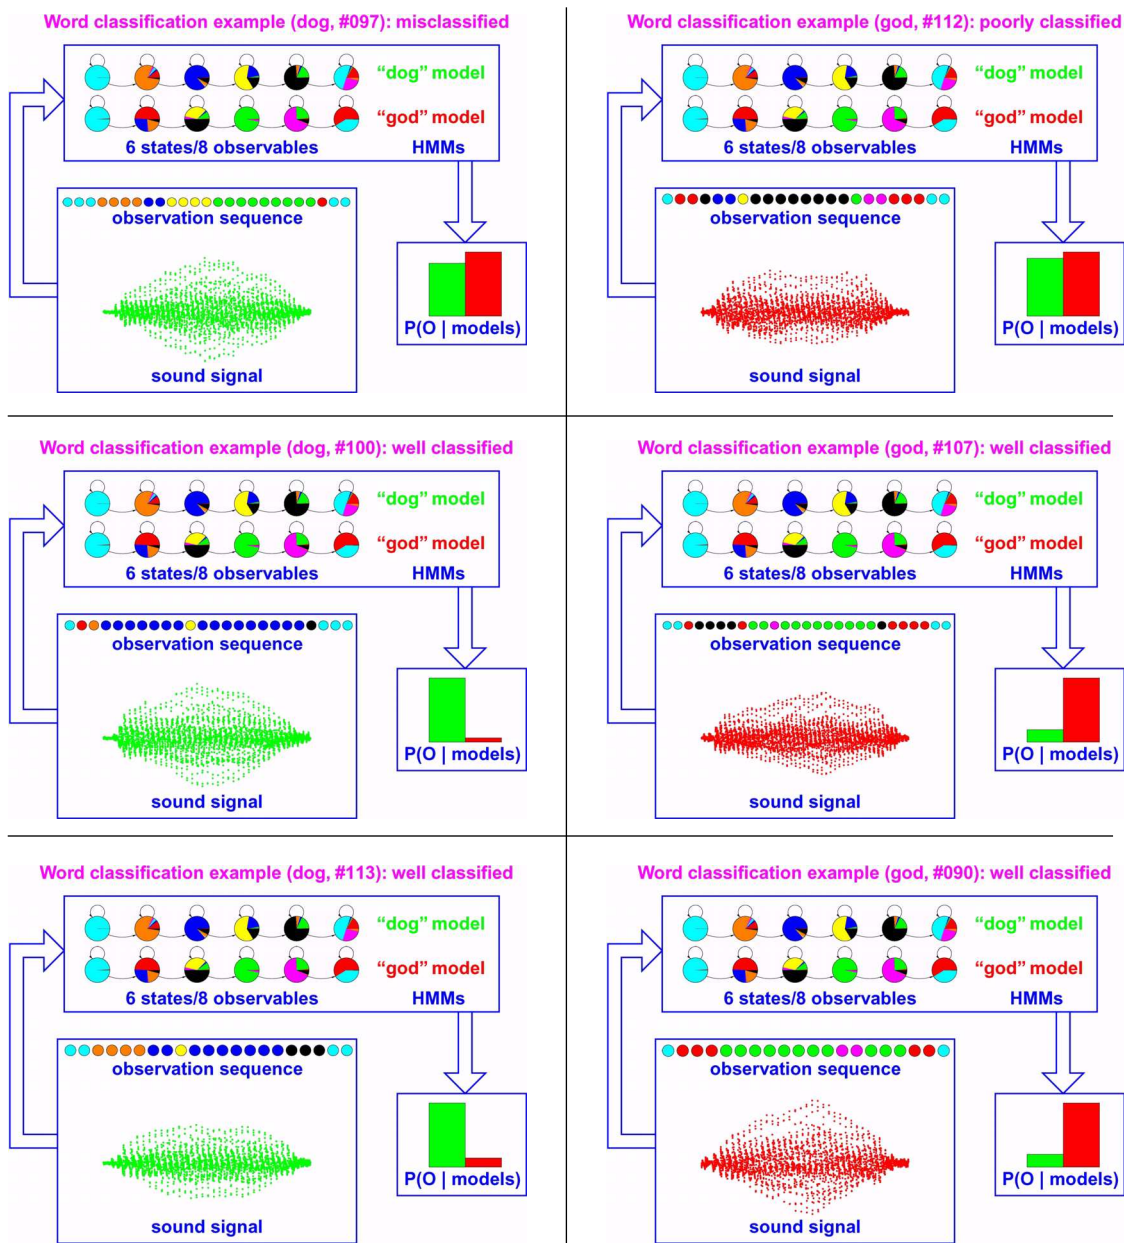 Word classification example (dog, #097): misclassified
“dog” model
“god” model
6 states/8 observables HMMs
observation sequence
P(O | models)
sound signal
Word classification example (god, #112): poorly classified
“dog” model
“god” model
6 states/8 observables HMMs
observation sequence
P(O | models)
sound signal
Word classification example (dog, #100): well classified
“dog” model
“god” model
6 states/8 observables HMMs
observation sequence
P(O | models)
sound signal
Word classification example (god, #107): well classified
“dog” model
“god” model
6 states/8 observables HMMs
observation sequence
P(O | models)
sound signal
Word classification example (dog, #113): well classified
“dog” model
“god” model
6 states/8 observables HMMs
observation sequence
P(O | models)
sound signal
Word classification example (god, #090): well classified
“dog” model
“god” model
6 states/8 observables HMMs
observation sequence
P(O | models)
sound signal